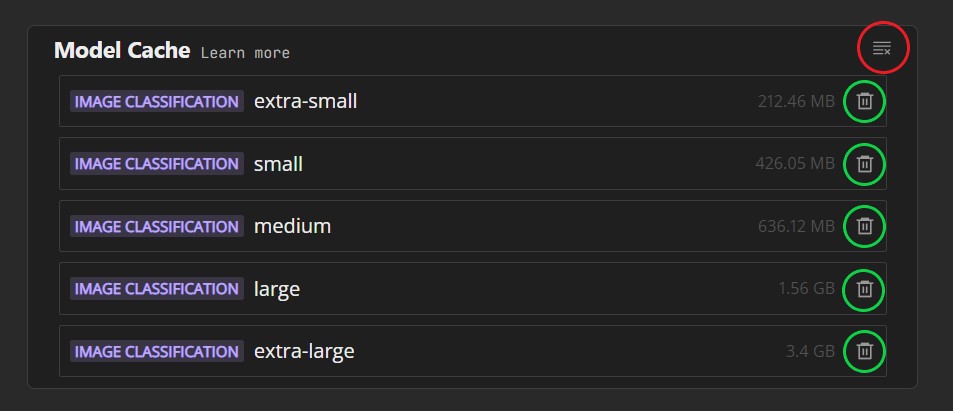 Model Cache Learn more
IMAGE CLASSIFICATION extra-small 212.46 MB
IMAGE CLASSIFICATION small 426.05 MB
IMAGE CLASSIFICATION medium 636.12 MB
IMAGE CLASSIFICATION large 1.56 GB
IMAGE CLASSIFICATION extra-large 3.4 GB